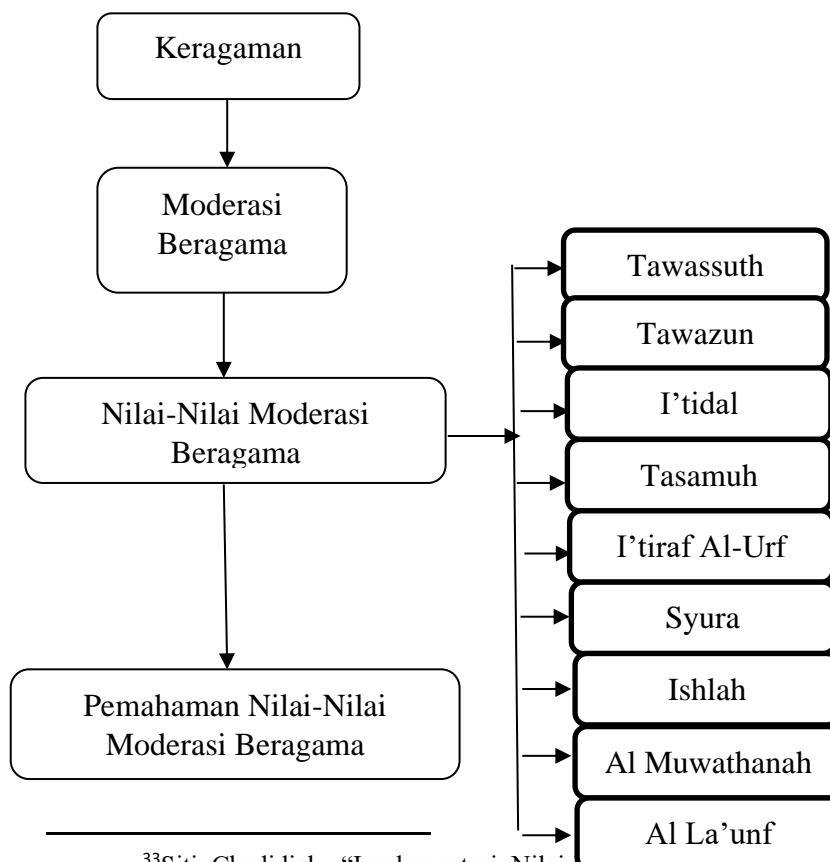 Keragaman
Moderasi
Beragama
Nilai-Nilai Moderasi
Beragama
Pemahaman Nilai-Nilai
Moderasi Beragama
Tawassuth
Tawazun
I’tidal
Tasamuh
I’tiraf Al-Urf
Syura
Ishlah
Al Muwathanah
Al La’unf
³³Siti